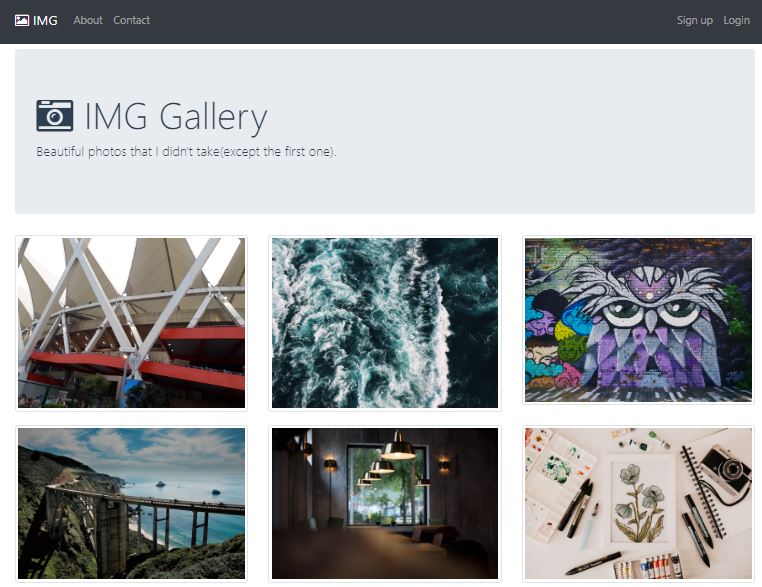 IMG About Contact Sign up Login
IMG Gallery
Beautiful photos that I didn't take(except the first one).